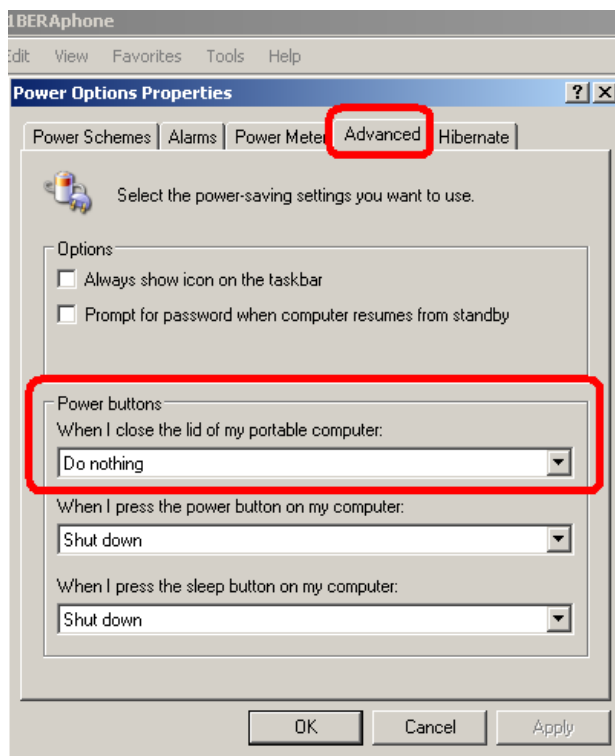 1BERAphone
Edit View Favorites Tools Help
Power Options Properties
Power Schemes Alarms Power Meter Advanced Hibernate
Select the power-saving settings you want to use.
Options
Always show icon on the taskbar
Prompt for password when computer resumes from standby
Power buttons
When I close the lid of my portable computer:
Do nothing
When I press the power button on my computer:
Shut down
When I press the sleep button on my computer:
Shut down
OK Cancel Apply